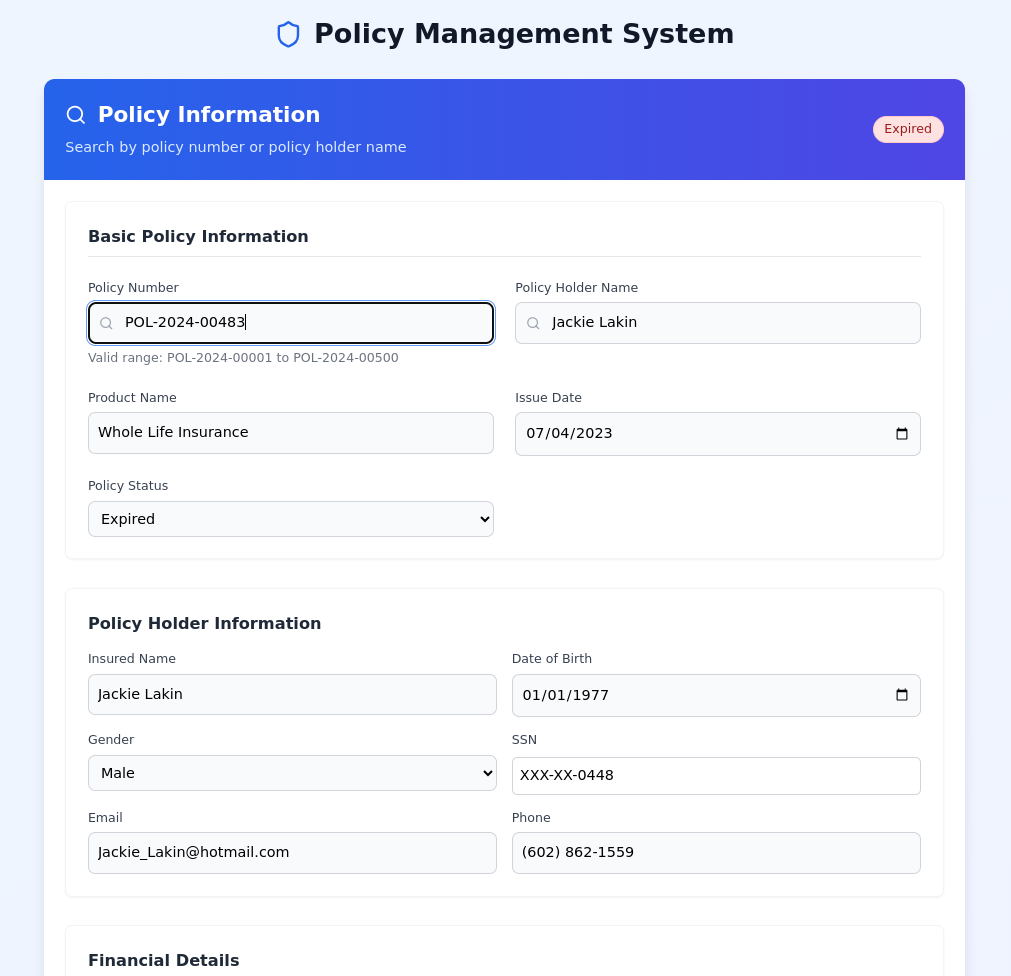 Policy Management System
Policy Information
Search by policy number or policy holder name
Expired
Basic Policy Information
Policy Number
Policy Holder Name
POL-2024-00483
Jackie Lakin
Valid range: POL-2024-00001 to POL-2024-00500
Product Name
Issue Date
Whole Life Insurance
07/04/2023
Policy Status
Expired
Policy Holder Information
Insured Name
Date of Birth
Jackie Lakin
01/01/1977
Gender
SSN
Male
XXX-XX-0448
Email
Phone
Jackie_Lakin@hotmail.com
(602) 862-1559
Financial Details